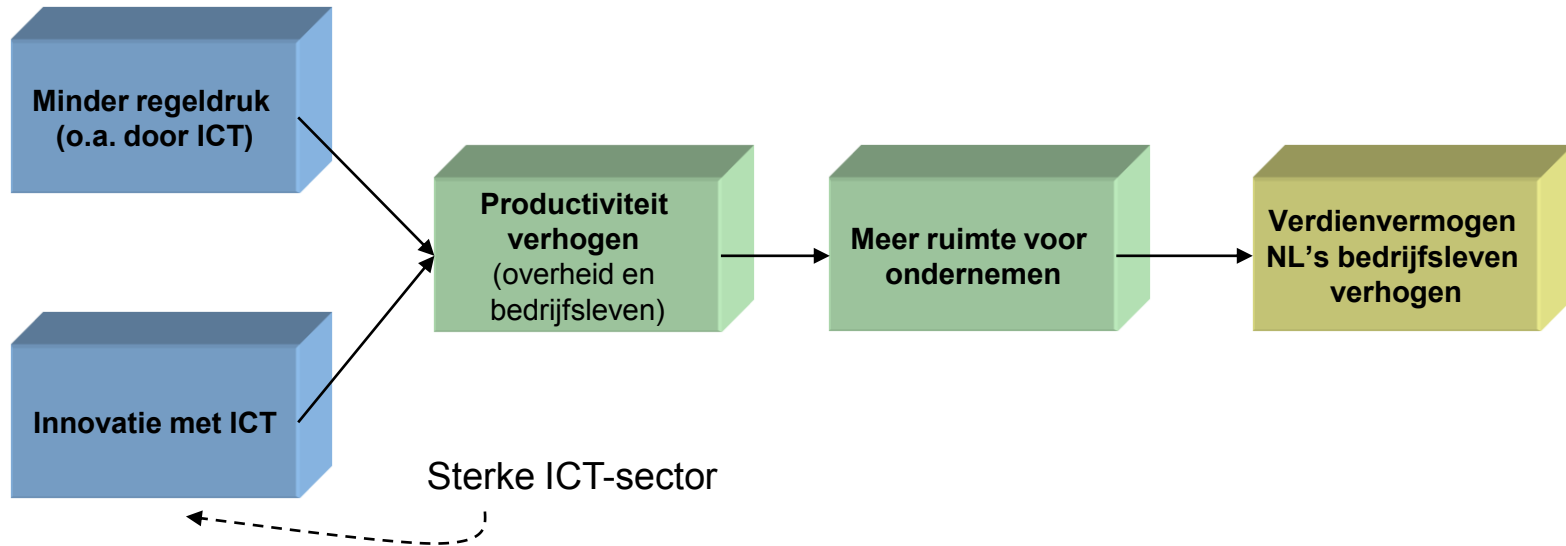 Minder regeldruk
(o.a. door ICT)
Innovatie met ICT
Sterke ICT-sector
Productiviteit
verhogen
(overheid en
bedrijfsleven)
Meer ruimte voor
ondernemen
Verdienvermogen
NL’s bedrijfsleven
verhogen